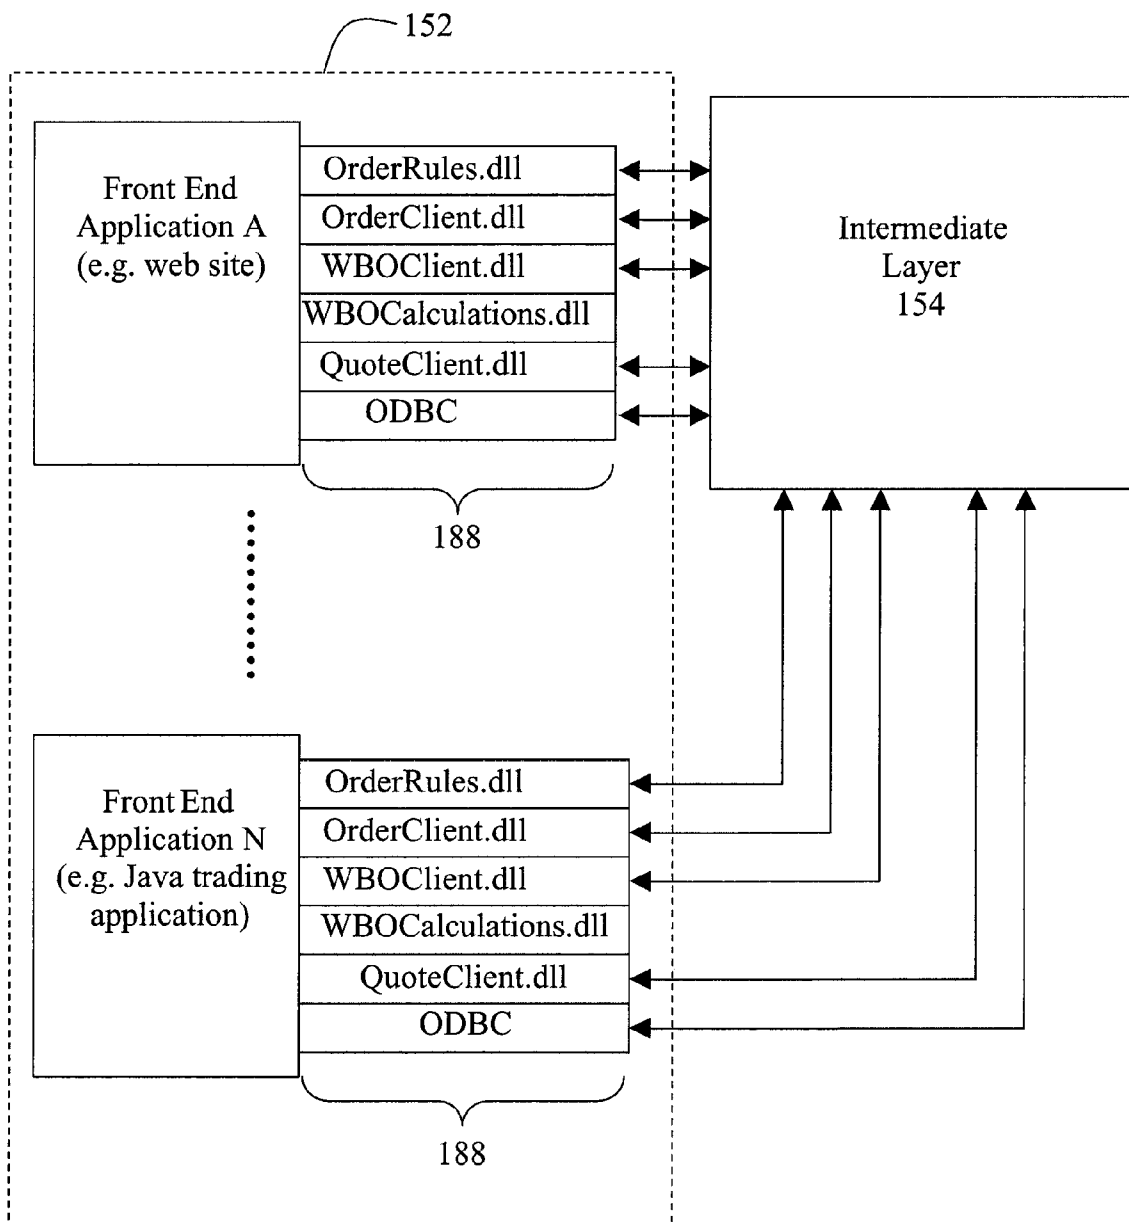 152
Front End
Application A
(e.g. web site)
OrderRules.dll
OrderClient.dll
WBOClient.dll
WBOCalculations.dll
QuoteClient.dll
ODBC
188
Intermediate
Layer
154
Front End
Application N
(e.g. Java trading
application)
OrderRules.dll
OrderClient.dll
WBOClient.dll
WBOCalculations.dll
QuoteClient.dll
ODBC
188